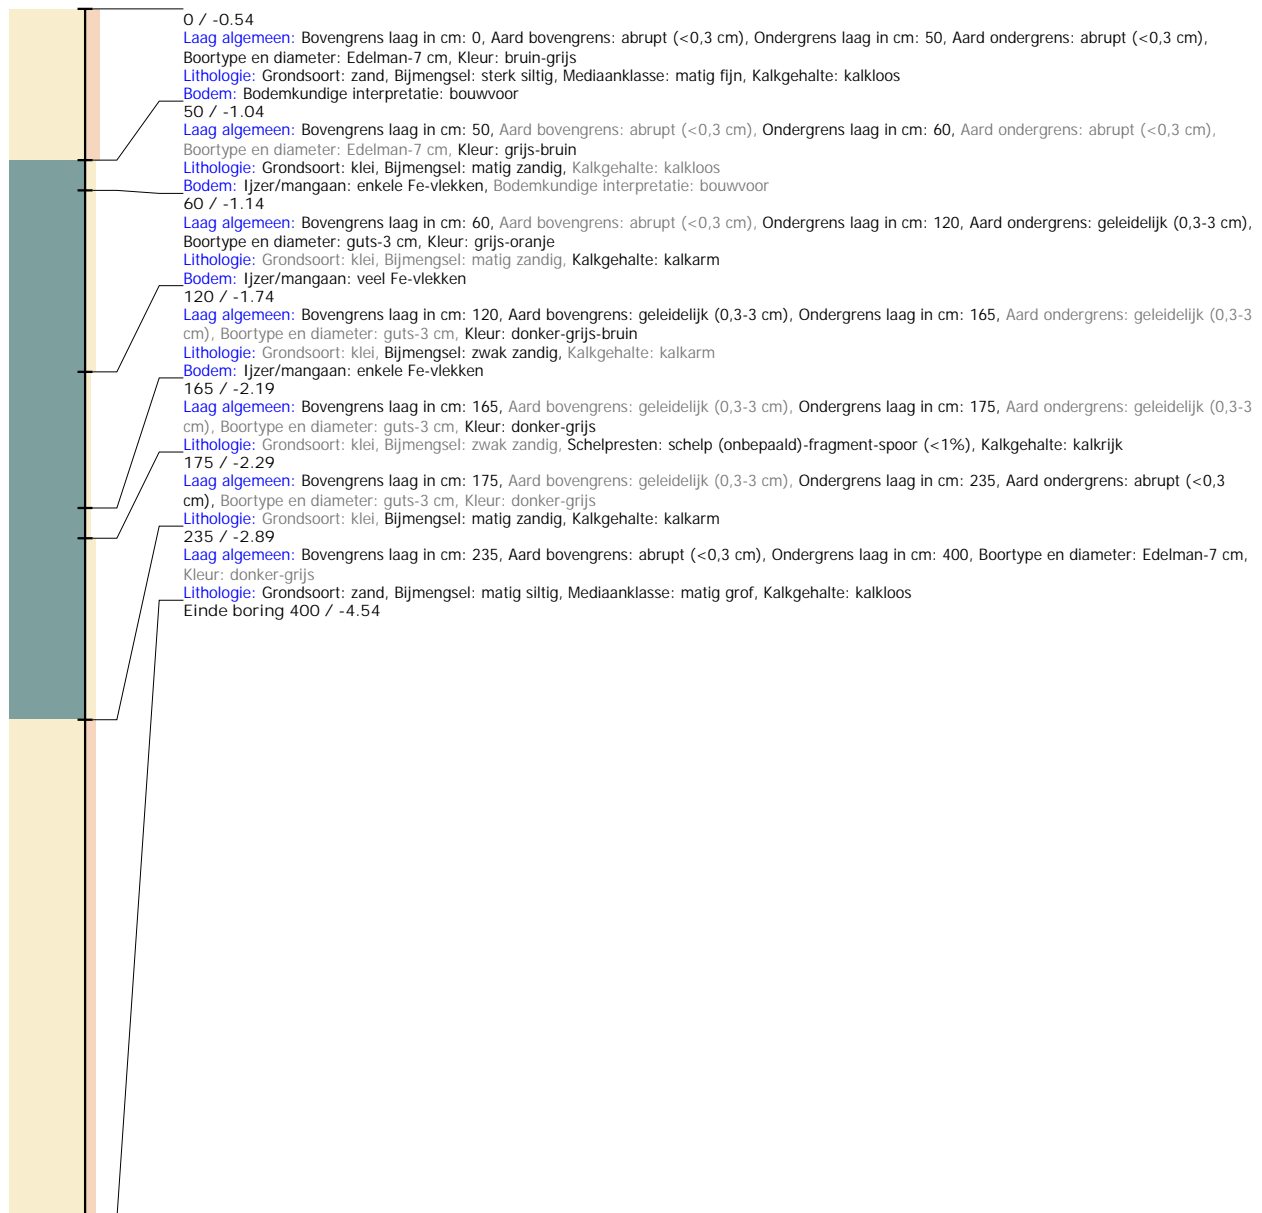 0 / -0.54
Laag algemeen: Bovengrens laag in cm: 0, Aard bovengrens: abrupt (<0,3 cm), Ondergrens laag in cm: 50, Aard ondergrens: abrupt (<0,3 cm),
Boortype en diameter: Edelman-7 cm, Kleur: bruin-grijs
Lithologie: Grondsoort: zand, Bijmengsel: sterk siltig, Mediaanklasse: matig fijn, Kalkgehalte: kalkloos
Bodem: Bodemkundige interpretatie: bouwvoor
50 / -1.04
Laag algemeen: Bovengrens laag in cm: 50, Aard bovengrens: abrupt (<0,3 cm), Ondergrens laag in cm: 60, Aard ondergrens: abrupt (<0,3 cm),
Boortype en diameter: Edelman-7 cm, Kleur: grijs-bruin
Lithologie: Grondsoort: klei, Bijmengsel: matig zandig, Kalkgehalte: kalkloos
Bodem: Ijzer/mangaan: enkele Fe-vlekken, Bodemkundige interpretatie: bouwvoor
60 / -1.14
Laag algemeen: Bovengrens laag in cm: 60, Aard bovengrens: abrupt (<0,3 cm), Ondergrens laag in cm: 120, Aard ondergrens: geleidelijk (0,3-3 cm),
Boortype en diameter: guts-3 cm, Kleur: grijs-oranje
Lithologie: Grondsoort: klei, Bijmengsel: matig zandig, Kalkgehalte: kalkarm
Bodem: Ijzer/mangaan: veel Fe-vlekken
120 / -1.74
Laag algemeen: Bovengrens laag in cm: 120, Aard bovengrens: geleidelijk (0,3-3 cm), Ondergrens laag in cm: 165, Aard ondergrens: geleidelijk (0,3-3
cm), Boortype en diameter: guts-3 cm, Kleur: donker-grijs-bruin
Lithologie: Grondsoort: klei, Bijmengsel: zwak zandig, Kalkgehalte: kalkarm
Bodem: Ijzer/mangaan: enkele Fe-vlekken
165 / -2.19
Laag algemeen: Bovengrens laag in cm: 165, Aard bovengrens: geleidelijk (0,3-3 cm), Ondergrens laag in cm: 175, Aard ondergrens: geleidelijk (0,3-3
cm), Boortype en diameter: guts-3 cm, Kleur: donker-grijs
Lithologie: Grondsoort: klei, Bijmengsel: zwak zandig, Schelpresten: schelp (onbepaald)-fragment-spoor (<1%), Kalkgehalte: kalkrijk
175 / -2.29
Laag algemeen: Bovengrens laag in cm: 175, Aard bovengrens: geleidelijk (0,3-3 cm), Ondergrens laag in cm: 235, Aard ondergrens: abrupt (<0,3
cm), Boortype en diameter: guts-3 cm, Kleur: donker-grijs
Lithologie: Grondsoort: klei, Bijmengsel: matig zandig, Kalkgehalte: kalkarm
235 / -2.89
Laag algemeen: Bovengrens laag in cm: 235, Aard bovengrens: abrupt (<0,3 cm), Ondergrens laag in cm: 400, Boortype en diameter: Edelman-7 cm,
Kleur: donker-grijs
Lithologie: Grondsoort: zand, Bijmengsel: matig siltig, Mediaanklasse: matig grof, Kalkgehalte: kalkloos
Einde boring 400 / -4.54